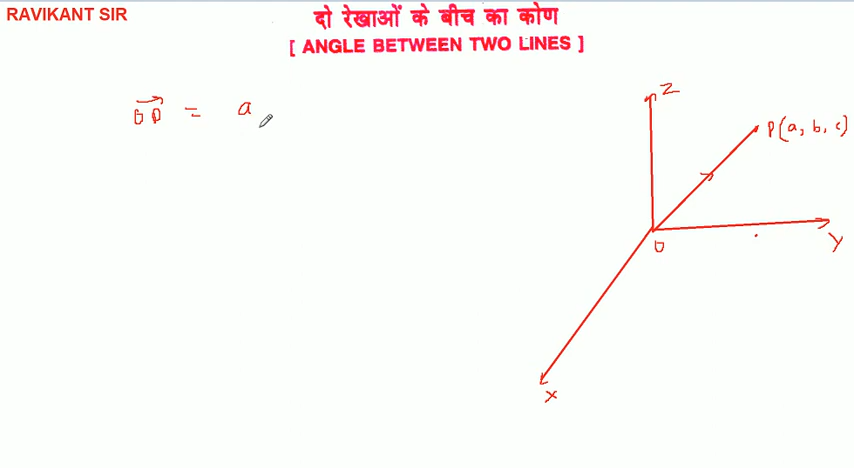 RAVIKANT SIR
दो रेखाओं के बीच का कोण
[ ANGLE BETWEEN TWO LINES ]
OP = a
Z
P(a, b, c)
O
Y
X